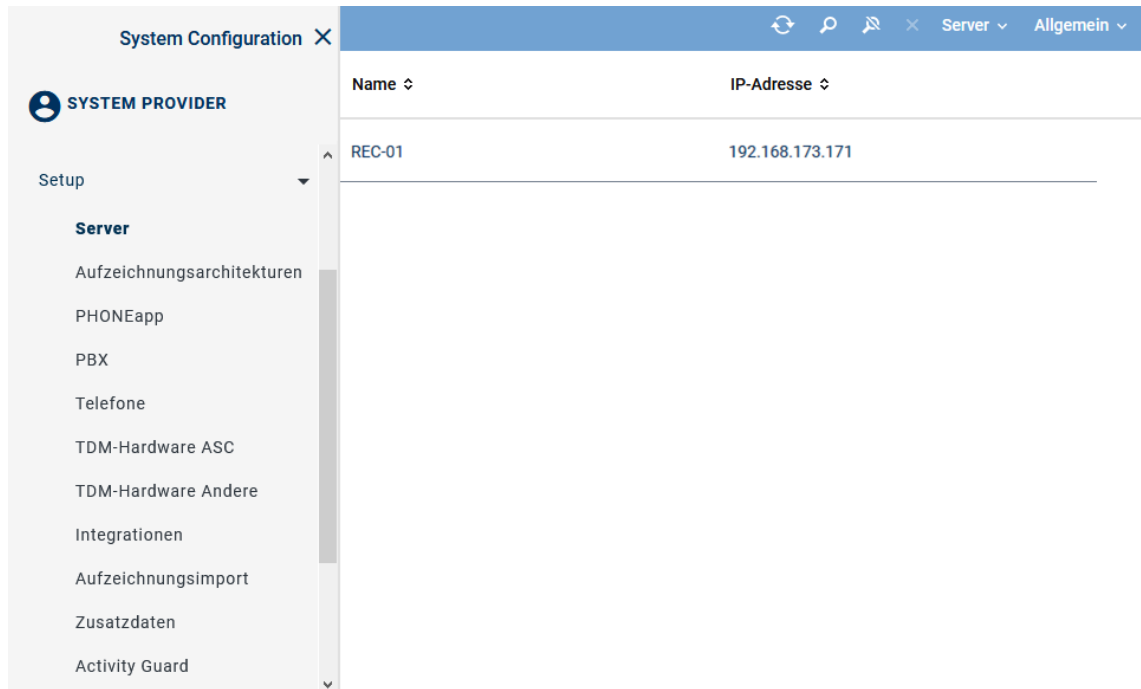 System Configuration
Server
Allgemein
SYSTEM PROVIDER
Name
IP-Adresse
REC-01
192.168.173.171
Setup
Server
Aufzeichnungsarchitekturen
PHONEapp
PBX
Telefone
TDM-Hardware ASC
TDM-Hardware Andere
Integrationen
Aufzeichnungsimport
Zusatzdaten
Activity Guard